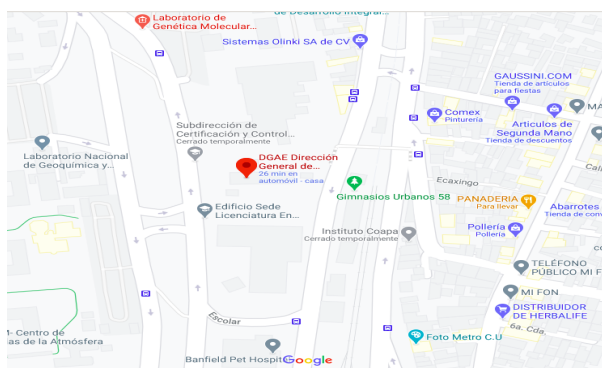 de Desarrollo Integral...
Laboratorio de
Genética Molecular...
Sistemas Olinki SA de CV
GAUSSINI.COM
Tienda de artículos
para fiestas
MA
Comex
Pinturería
Artículos de
Segunda Mano
Tienda de descuentos
Subdirección de
Certificación y Control...
Cerrado temporalmente
Laboratorio Nacional
de Geoquímica y...
DGAE Dirección
General de...
26 min en
automóvil - casa
Ecaxingo
Gimnasios Urbanos 58
PANADERIA
Para llevar
Abarrotes
Tienda de con
Edificio Sede
Licenciatura En...
Pollería
Pollería
Instituto Coapa
Cerrado temporalmente
TELÉFONO
PÚBLICO MI F
MI FON
DISTRIBUIDOR
DE HERBALIFE
Escolar
6a. Cda.
Foto Metro C.U
Centro de
as de la Atmósfera
Banfield Pet Hospit
Google